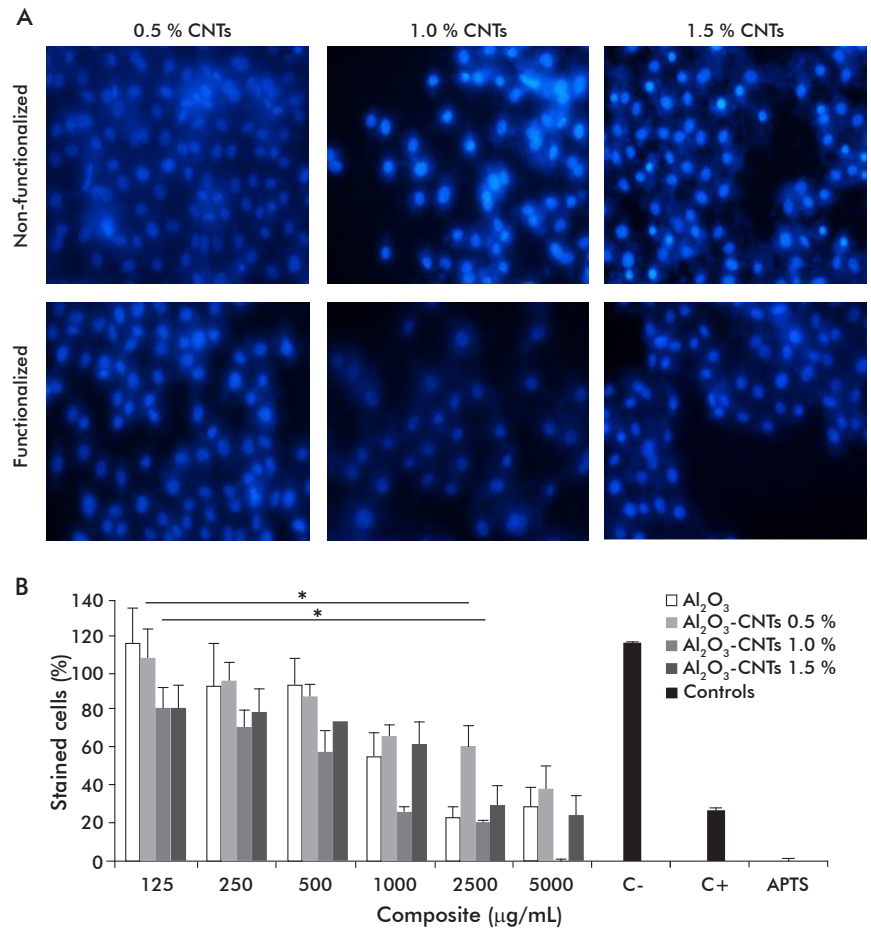 A
0.5 % CNTs 1.0 % CNTs 1.5 % CNTs
Non-functionalized
Functionalized
B
Stained cells (%)
140
120
100
80
60
40
20
0
* 
*
Al₂O₃
Al₂O₃-CNTs 0.5 %
Al₂O₃-CNTs 1.0 %
Al₂O₃-CNTs 1.5 %
Controls
125 250 500 1000 2500 5000 C- C+ APTS
Composite (μg/mL)